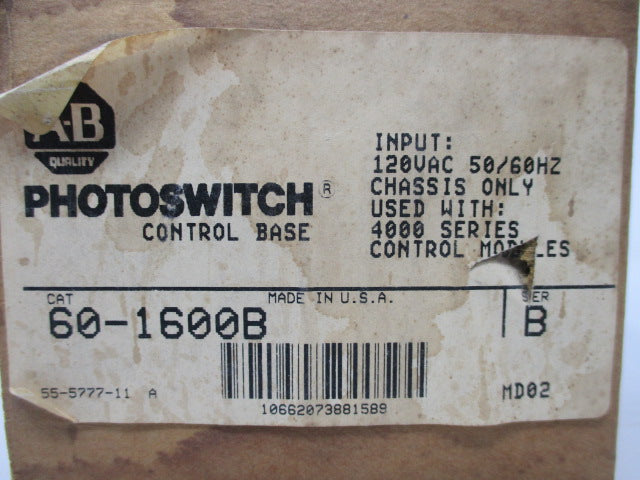 A-B
QUALITY
PHOTOSWITCH®
CONTROL BASE
INPUT:
120VAC 50/60HZ
CHASSIS ONLY
USED WITH:
4000 SERIES
CONTROL MODULES
CAT
MADE IN U.S.A.
SER
60-1600B
B
55-5777-11 A
10662073881589
MD02